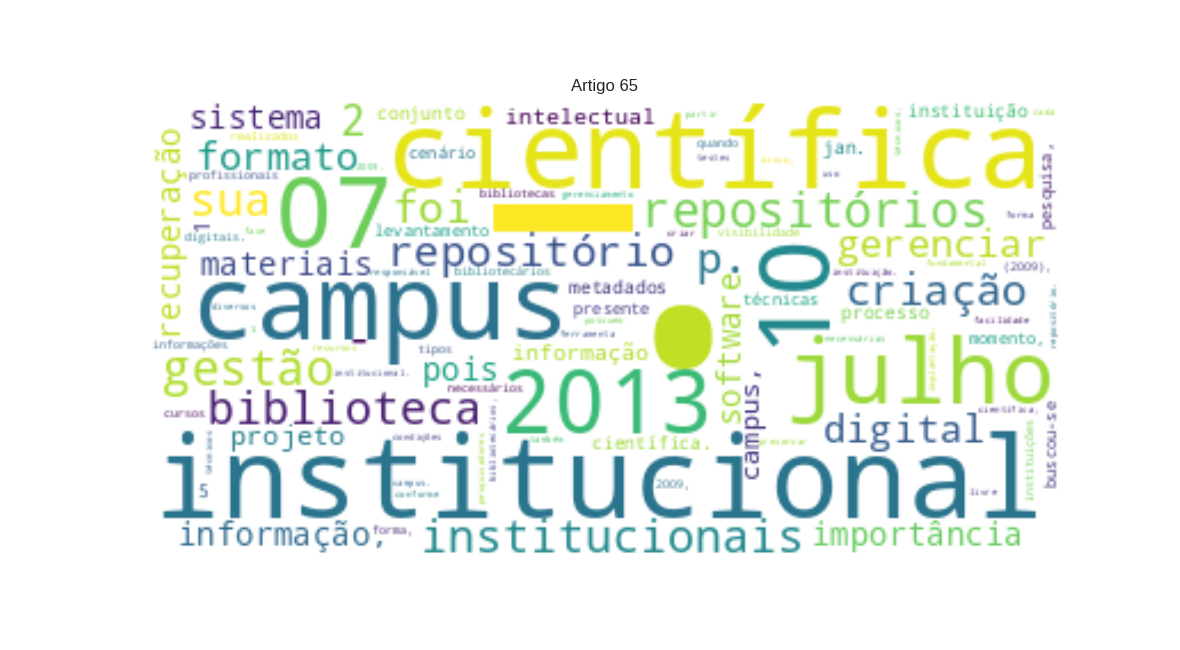 Artigo 65
sistema
2
conjunto
intelectual
científica
instituição
formato
cenário
quando
jan.
pesquisa,
recuperação
profissionais
sua
07
foi
bibliotecas
gerenciamento
repositórios
forma
digitais.
levantamento
visibilidade
repositório
p.
10
gerenciar
(2009),
materiais
bibliotecários
campus
metadados
técnicas
criação
presente
software
processo
facilidade
informações
tipos
informação
julho
momento,
gestão
pois
necessários
2013
cursos
biblioteca
campus,
digital
buscou-se
projeto
científica.
instituições
institucional
5
conforme
2009,
livre
informação,
forma,
institucionais
importância